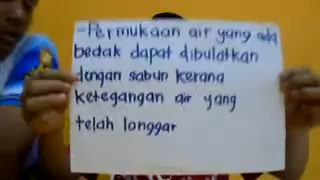 -Permukaan air yang ada
bedak dapat dibulatkan
dengan sabun kerana
ketegangan air yang
telah longgar